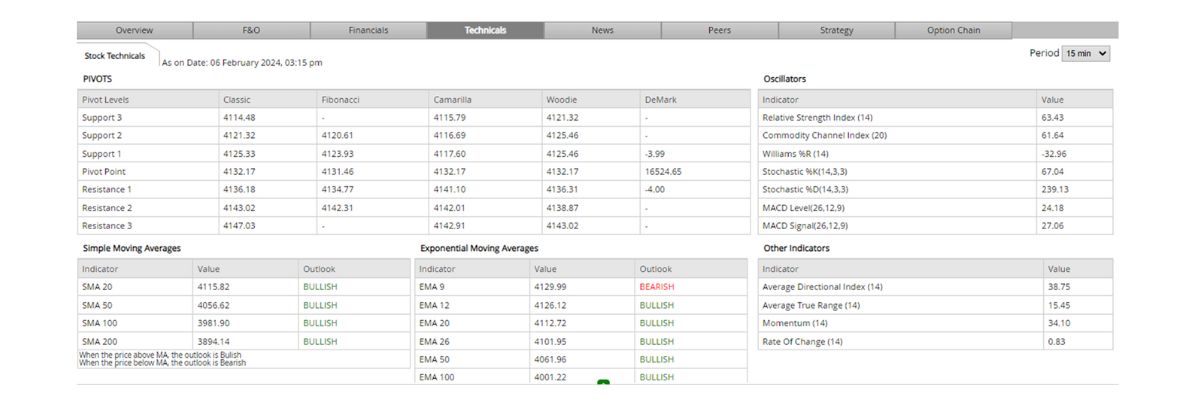 Overview F&O Financials Technicals News Peers Strategy Option Chain
Stock Technicals As on Date: 06 February 2024, 03:15 pm Period 15 min
PIVOTS
Pivot Levels Classic Fibonacci Camarilla Woodie DeMark
Support 3 4114.48 - 4115.79 4121.32 -
Support 2 4121.32 4120.61 4116.69 4125.46 -
Support 1 4125.33 4123.93 4117.60 4125.46 -3.99
Pivot Point 4132.17 4131.46 4132.17 4132.17 16524.65
Resistance 1 4136.18 4134.77 4141.10 4136.31 -4.00
Resistance 2 4143.02 4142.31 4142.01 4138.87 -
Resistance 3 4147.03 - 4142.91 4143.02 -
Oscillators
Indicator Value
Relative Strength Index (14) 63.43
Commodity Channel Index (20) 61.64
Williams %R (14) -32.96
Stochastic %K(14,3,3) 67.04
Stochastic %D(14,3,3) 239.13
MACD Level(26,12,9) 24.18
MACD Signal(26,12,9) 27.06
Simple Moving Averages
Indicator Value Outlook
SMA 20 4115.82 BULLISH
SMA 50 4056.62 BULLISH
SMA 100 3981.90 BULLISH
SMA 200 3894.14 BULLISH
When the price above MA, the outlook is Bulish
When the price below MA, the outlook is Bearish
Exponential Moving Averages
Indicator Value Outlook
EMA 9 4129.99 BEARISH
EMA 12 4126.12 BULLISH
EMA 20 4112.72 BULLISH
EMA 26 4101.95 BULLISH
EMA 50 4061.96 BULLISH
EMA 100 4001.22 BULLISH
Other Indicators
Indicator Value
Average Directional Index (14) 38.75
Average True Range (14) 15.45
Momentum (14) 34.10
Rate Of Change (14) 0.83